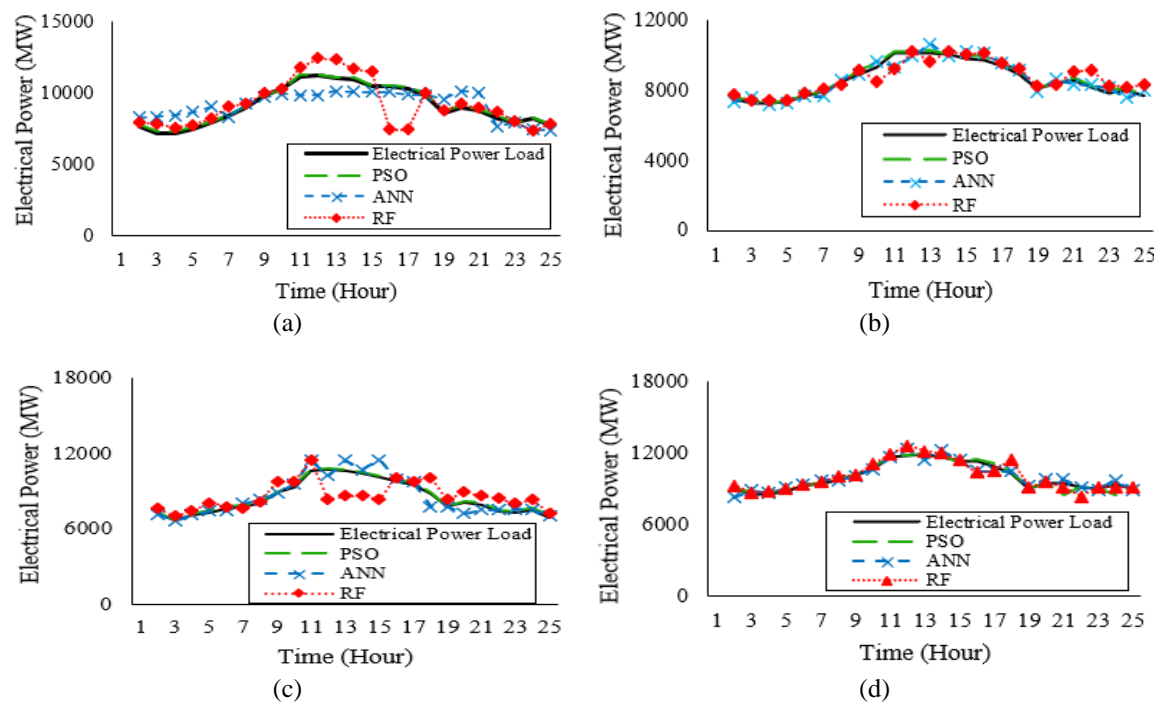 Electrical Power (MW)
15000
10000
5000
0
Electrical Power Load
PSO
ANN
RF
1 3 5 7 9 11 13 15 17 19 21 23 25
Time (Hour)
(a)
Electrical Power (MW)
12000
8000
4000
0
Electrical Power Load
PSO
ANN
RF
1 3 5 7 9 11 13 15 17 19 21 23 25
Time (Hour)
(b)
Electrical Power (MW)
18000
12000
6000
0
Electrical Power Load
PSO
ANN
RF
1 3 5 7 9 11 13 15 17 19 21 23 25
Time (Hour)
(c)
Electrical Power (MW)
18000
12000
6000
0
Electrical Power Load
PSO
ANN
RF
1 3 5 7 9 11 13 15 17 19 21 23 25
Time (Hour)
(d)